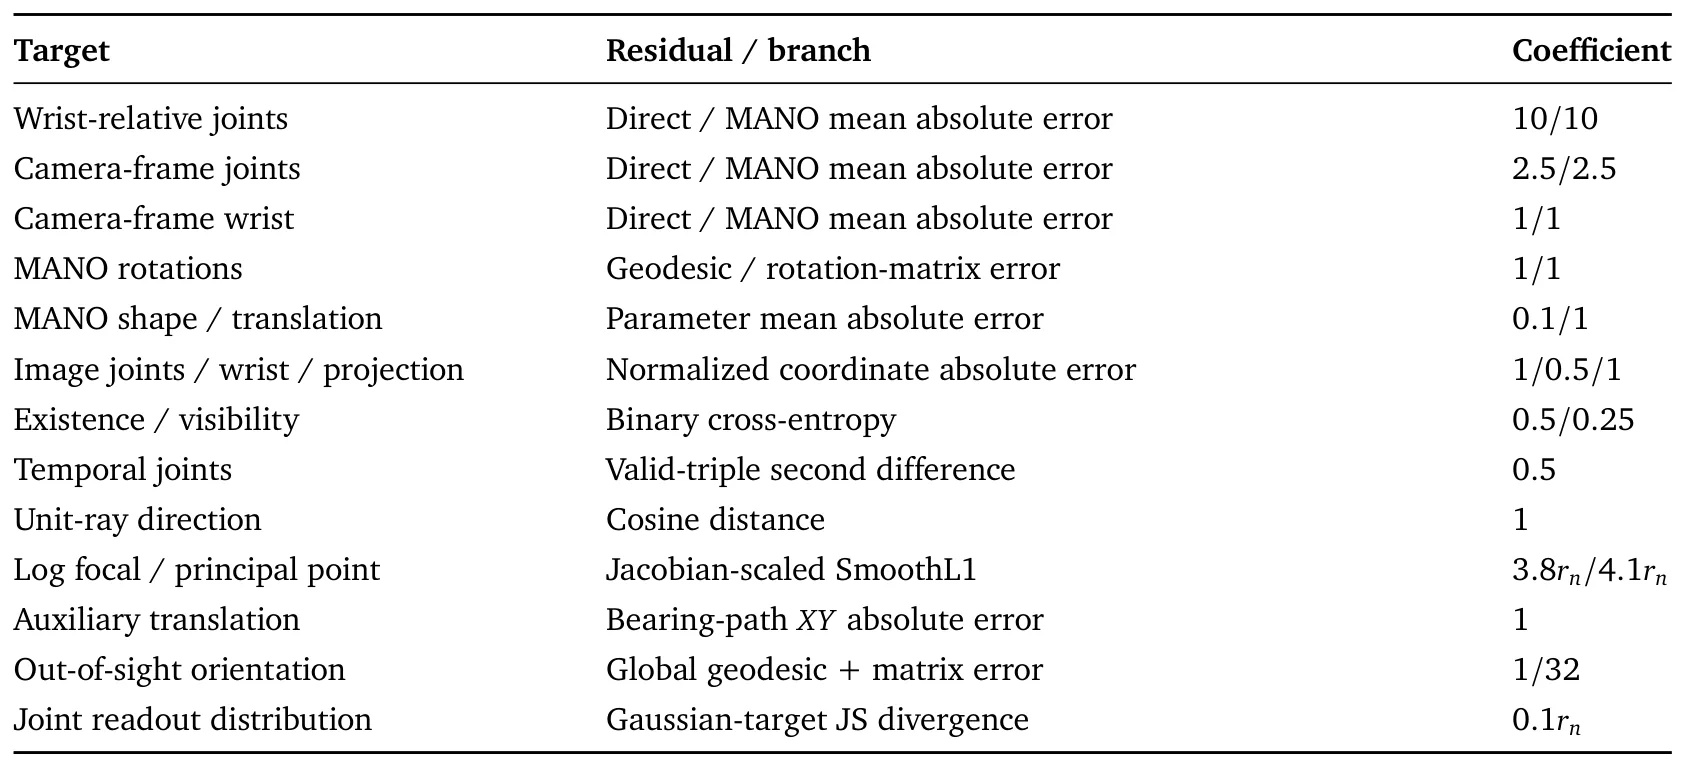 Target Residual / branch Coefficient
Wrist-relative joints Direct / MANO mean absolute error 10/10
Camera-frame joints Direct / MANO mean absolute error 2.5/2.5
Camera-frame wrist Direct / MANO mean absolute error 1/1
MANO rotations Geodesic / rotation-matrix error 1/1
MANO shape / translation Parameter mean absolute error 0.1/1
Image joints / wrist / projection Normalized coordinate absolute error 1/0.5/1
Existence / visibility Binary cross-entropy 0.5/0.25
Temporal joints Valid-triple second difference 0.5
Unit-ray direction Cosine distance 1
Log focal / principal point Jacobian-scaled SmoothL1 3.8rₙ/4.1rₙ
Auxiliary translation Bearing-path XY absolute error 1
Out-of-sight orientation Global geodesic + matrix error 1/32
Joint readout distribution Gaussian-target JS divergence 0.1rₙ